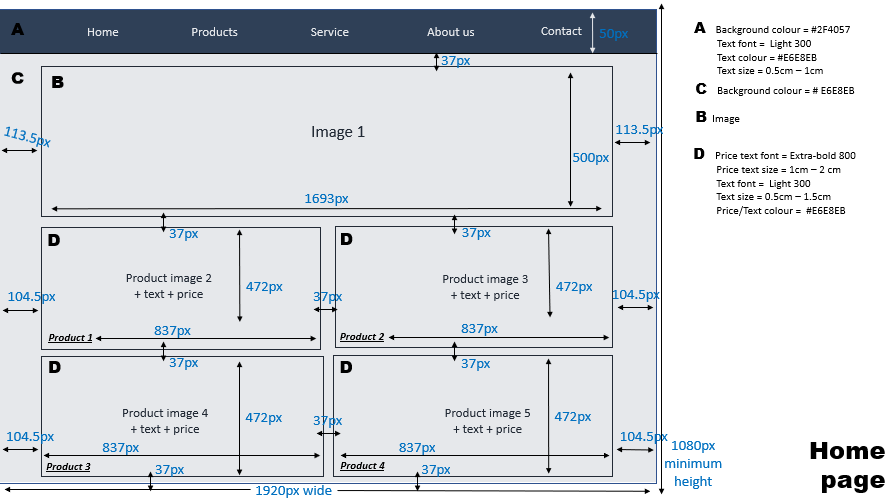 A
Home
Products
Service
About us
Contact
50px
37px
C
B
113.5px
Image 1
113.5px
500px
1693px
37px
37px
D
D
Product image 2
+ text + price
472px
Product image 3
+ text + price
472px
104.5px
37px
104.5px
837px
Product 1
837px
Product 2
37px
37px
D
D
Product image 4
+ text + price
472px
Product image 5
+ text + price
472px
37px
104.5px
837px
837px
104.5px
Product 3
37px
Product 4
37px
1920px wide
1080px
minimum
height
A Background colour = #2F4057
Text font = Light 300
Text colour = #E6E8EB
Text size = 0.5cm – 1cm
C Background colour = # E6E8EB
B Image
D Price text font = Extra-bold 800
Price text size = 1cm – 2 cm
Text font = Light 300
Text size = 0.5cm – 1.5cm
Price/Text colour = #E6E8EB
Home
page